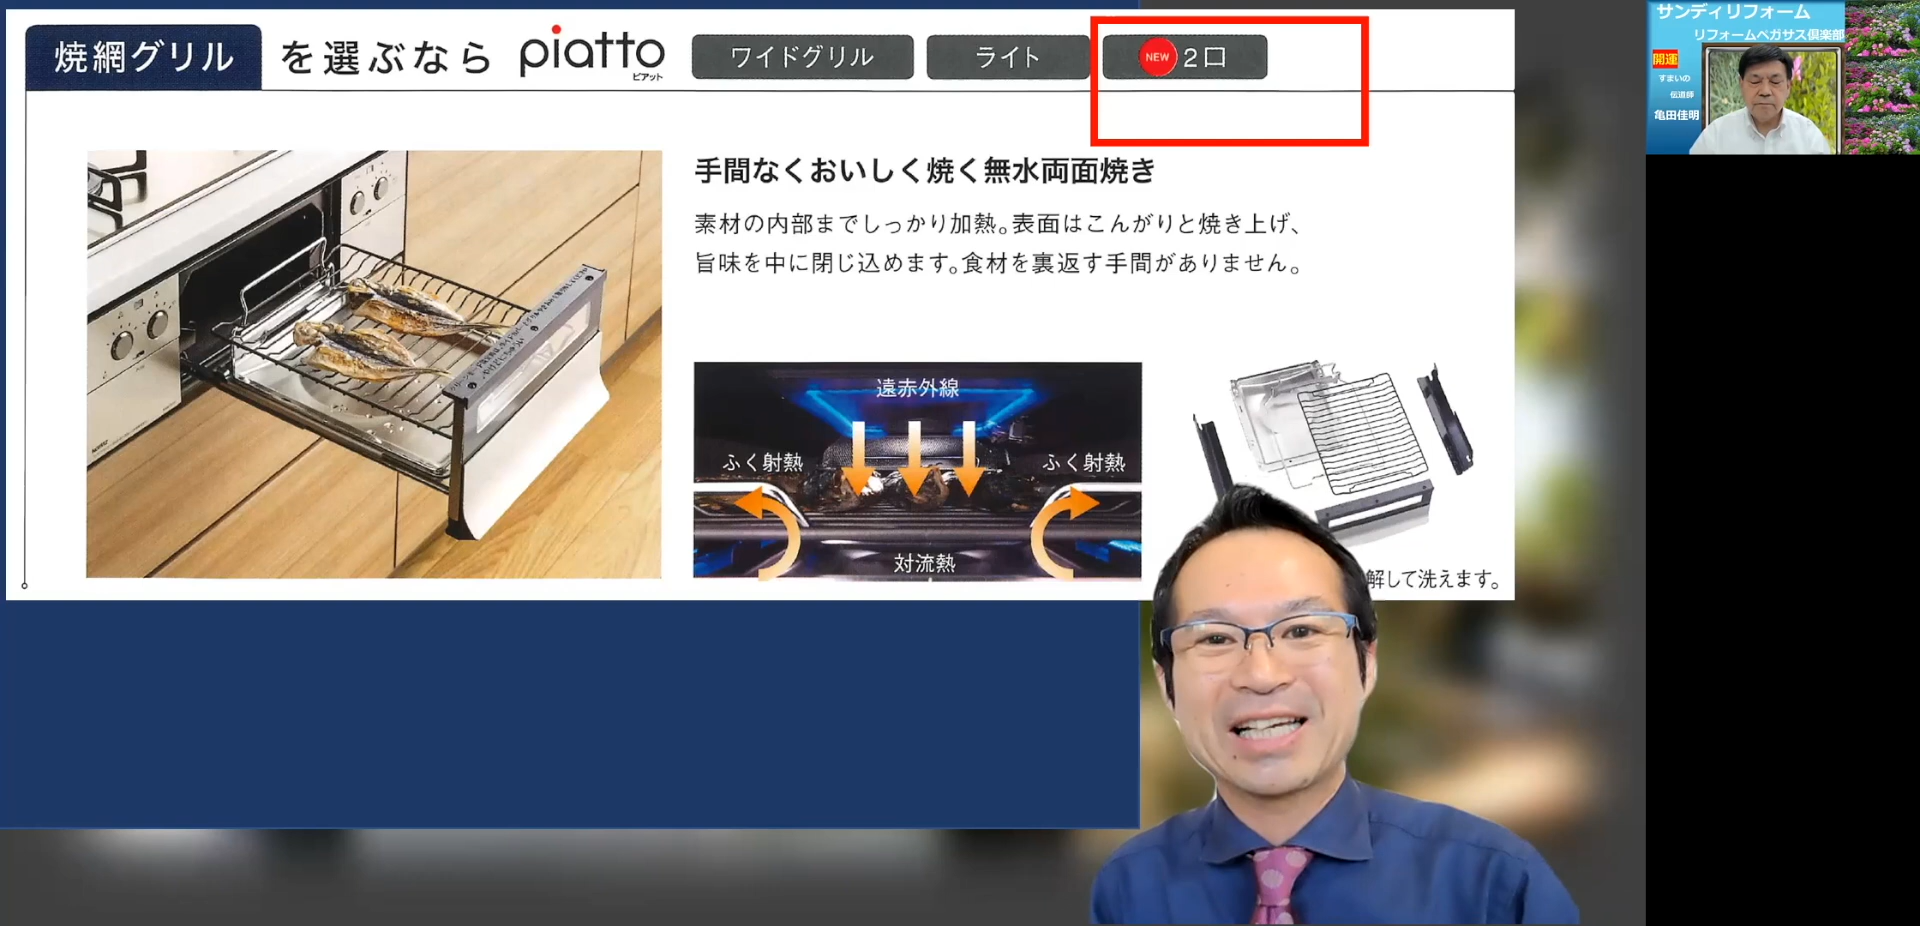 焼網グリル を選ぶなら piatto ワイドグリル ライト NEW 2口
ピアット
手間なくおいしく焼く無水両面焼き
素材の内部までしっかり加熱。表面はこんがりと焼き上げ、
旨味を中に閉じ込めます。食材を裏返す手間がありません。
遠赤外線
ふく射熱 ふく射熱
対流熱
解して洗えます。
サンディリフォーム
リフォームペガサス倶楽部
開運
すまいの
伝道師
亀田佳明